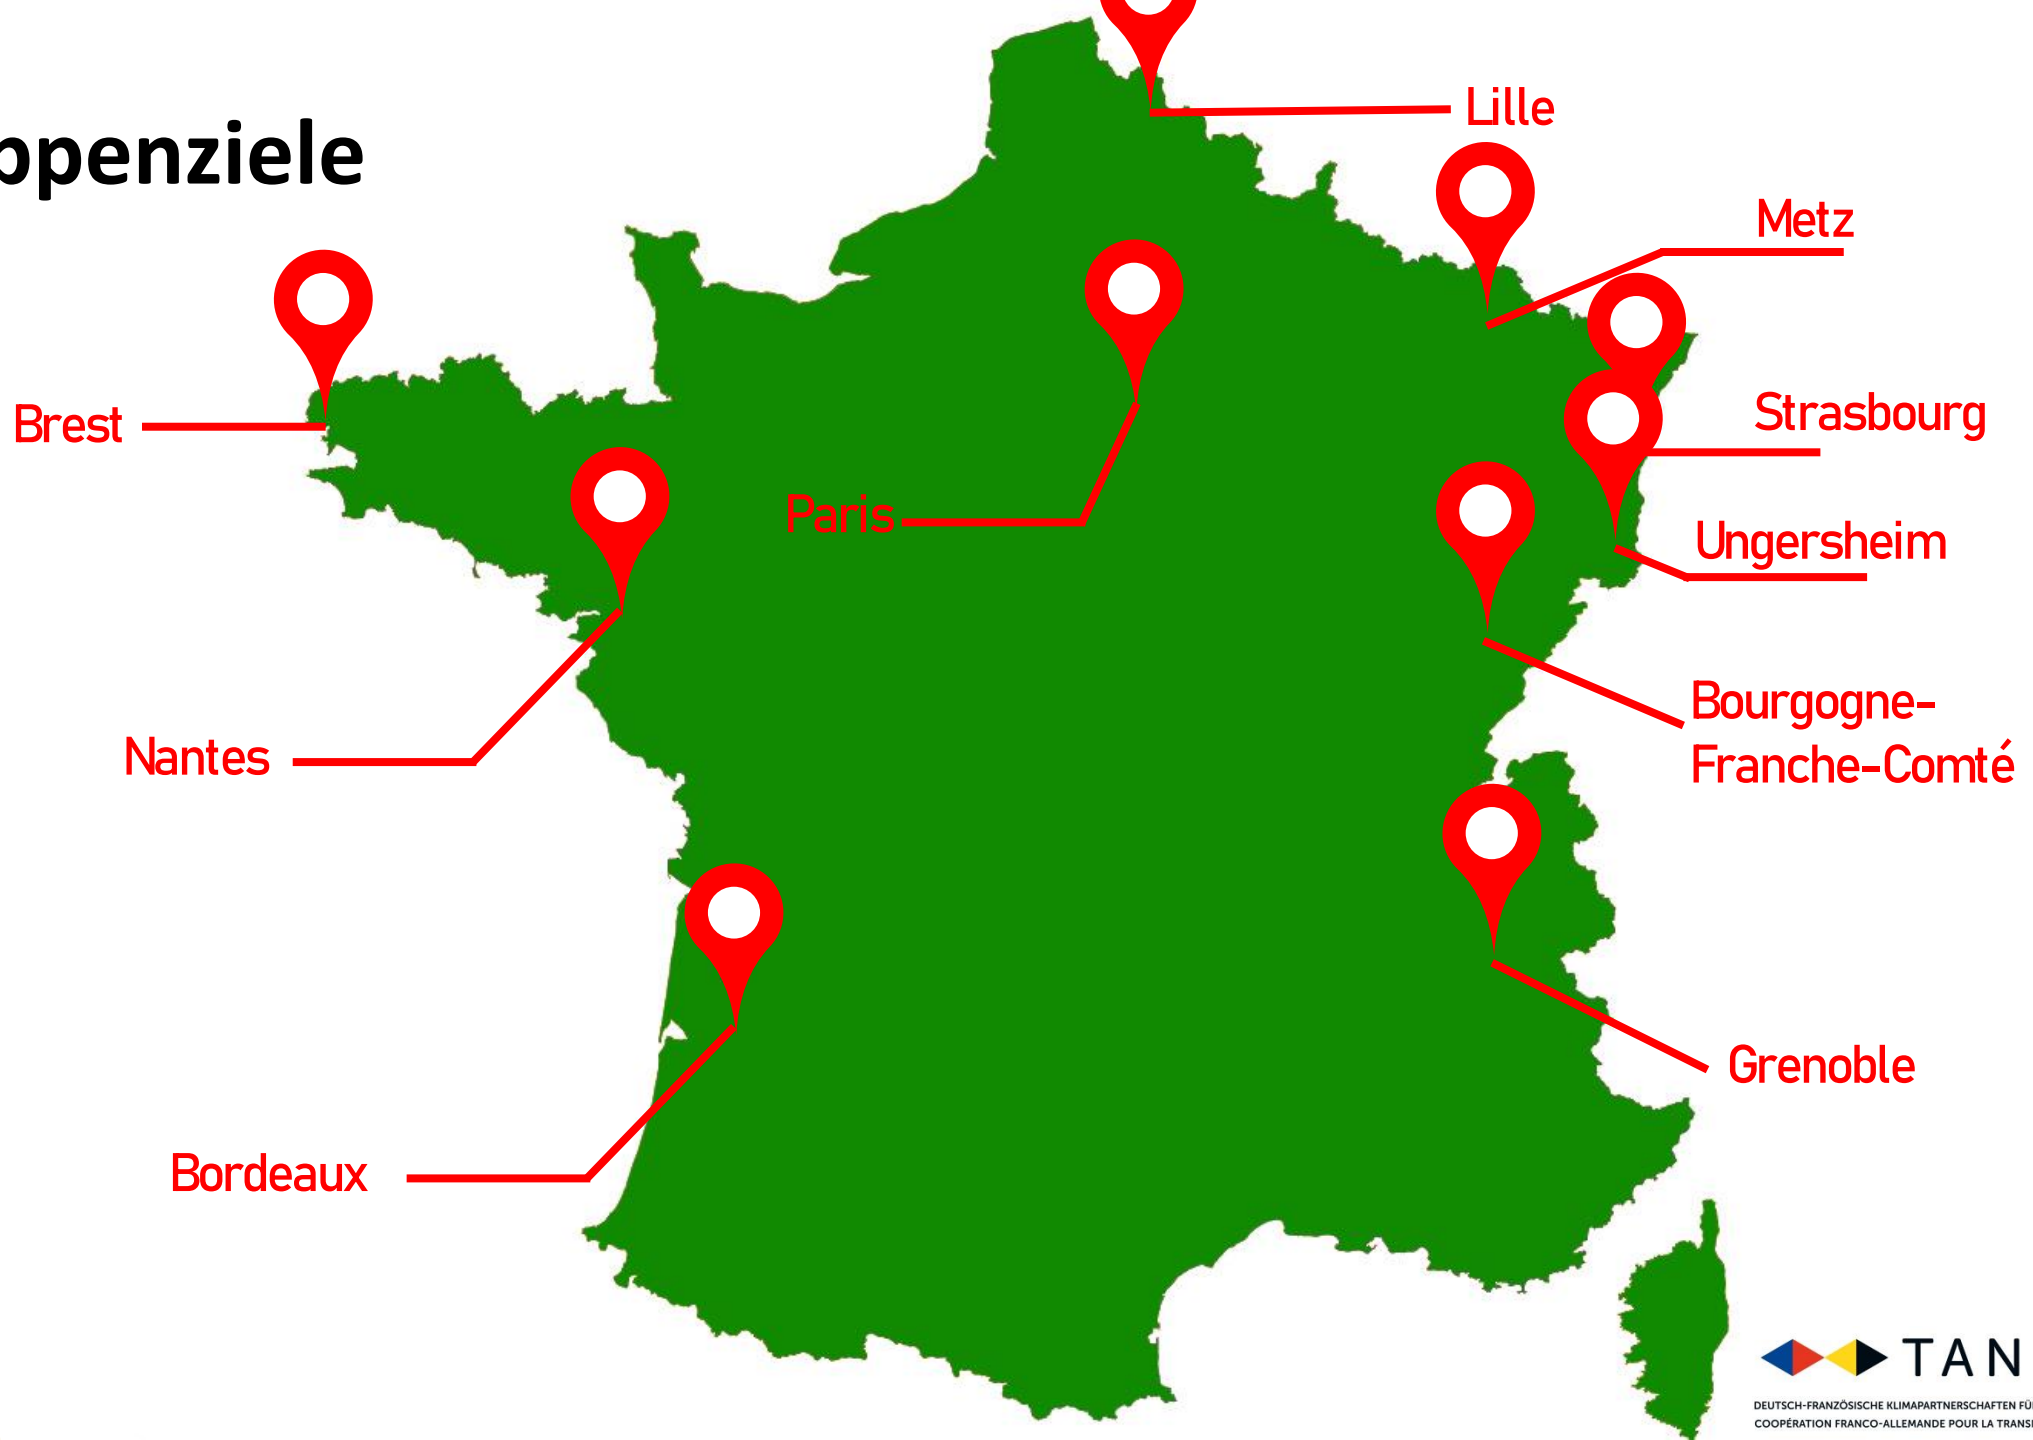 ppenziele
Lille
Metz
Brest
Strasbourg
Paris
Ungersheim
Bourgogne-
Franche-Comté
Nantes
Grenoble
Bordeaux
TAN
DEUTSCH-FRANZÖSISCHE KLIMAPARTNERSCHAFTEN FÜ
COOPÉRATION FRANCO-ALLEMANDE POUR LA TRANS